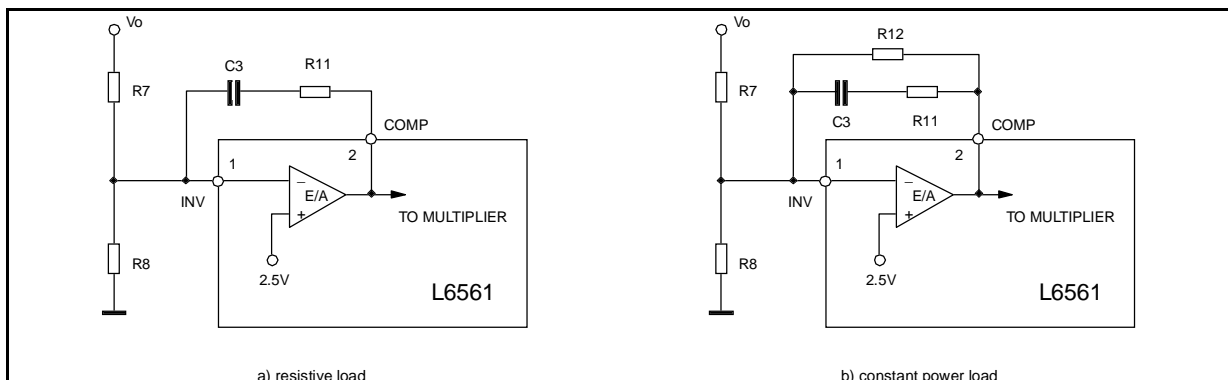 Vo
C3
R11
R7
COMP
1
2
−
E/A
+
INV
TO MULTIPLIER
R8
2.5V
L6561
a) resistive load
Vo
R12
R7
C3
R11
COMP
1
2
−
E/A
+
INV
TO MULTIPLIER
R8
2.5V
L6561
b) constant power load